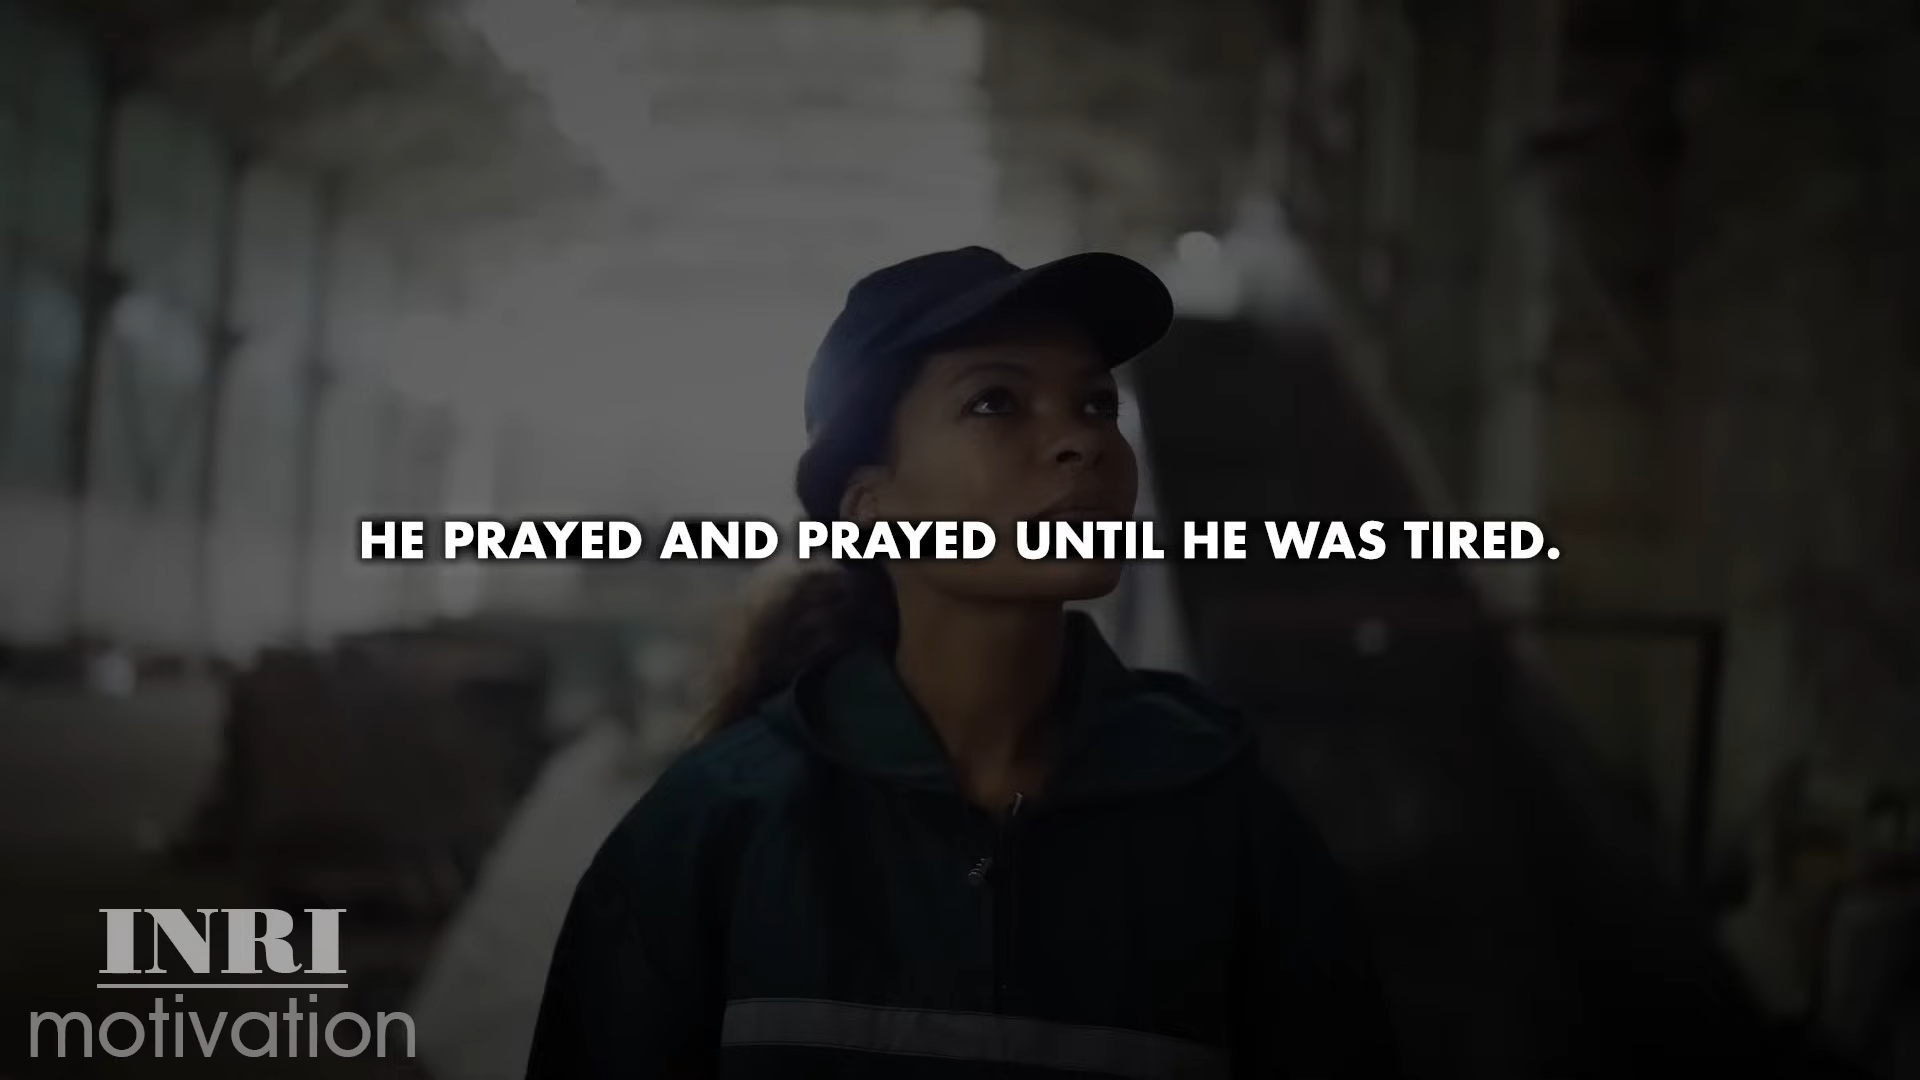 HE PRAYED AND PRAYED UNTIL HE WAS TIRED.
INRI
motivation